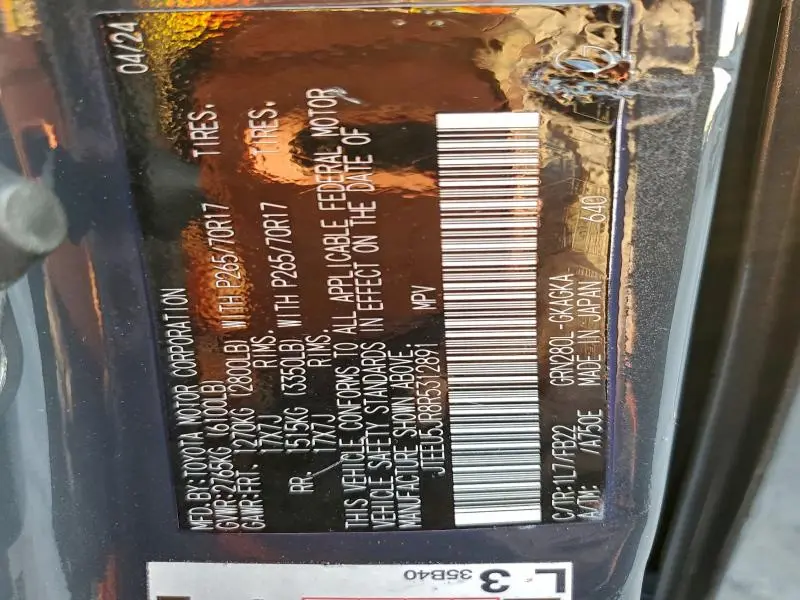 MFD.BY:TOYOTA MOTOR CORPORATION 04/24
GVWR:2765KG (6100LB)
GAWR:FRT. 1270KG (2800LB) WITH P265/70R17 TIRES.
17X7J RIMS.
RR. 1515KG (3350LB) WITH P265/70R17 TIRES.
17X7J RIMS.
THIS VEHICLE CONFORMS TO ALL APPLICABLE FEDERAL MOTOR
VEHICLE SAFETY STANDARDS IN EFFECT ON THE DATE OF
MANUFACTURE SHOWN ABOVE.
JTEEU5JR8R5312891 MPV
C/TR:1L7/FB22 GRN280L-GKAGKA
A/TM: /A750E MADE IN JAPAN 640
35B40
3
L